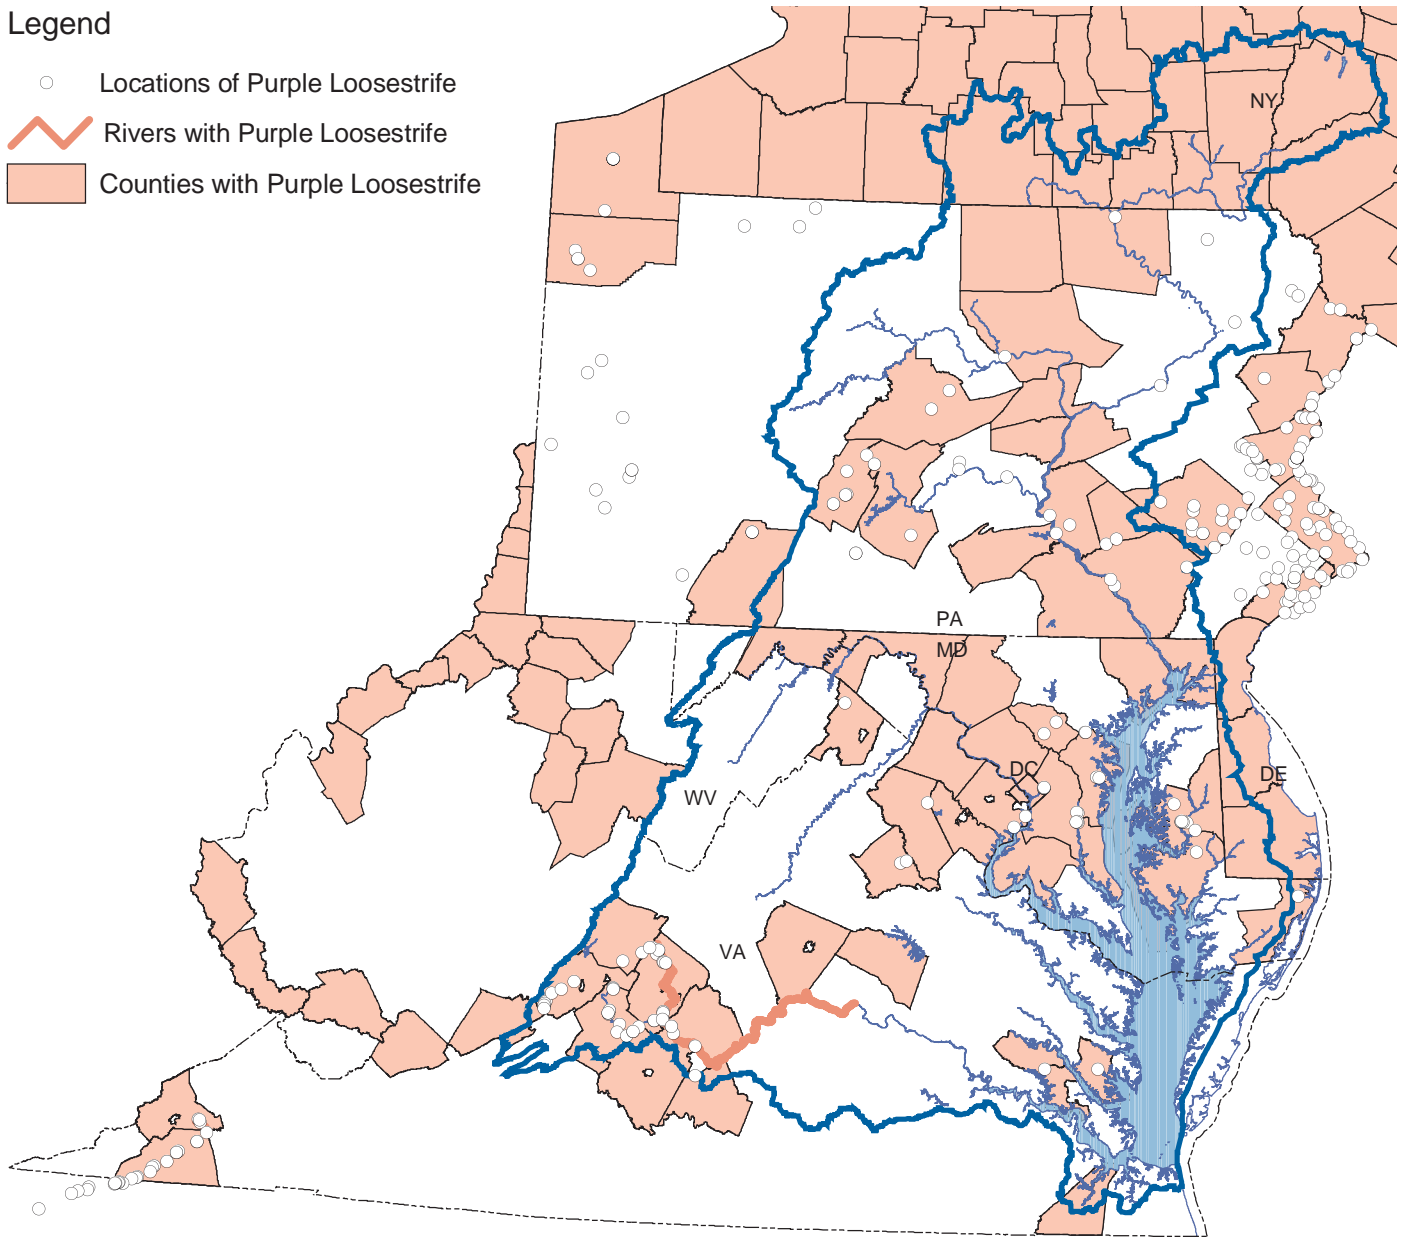 Legend
Locations of Purple Loosestrife
Rivers with Purple Loosestrife
Counties with Purple Loosestrife
NY
PA
MD
DC
DE
WV
VA